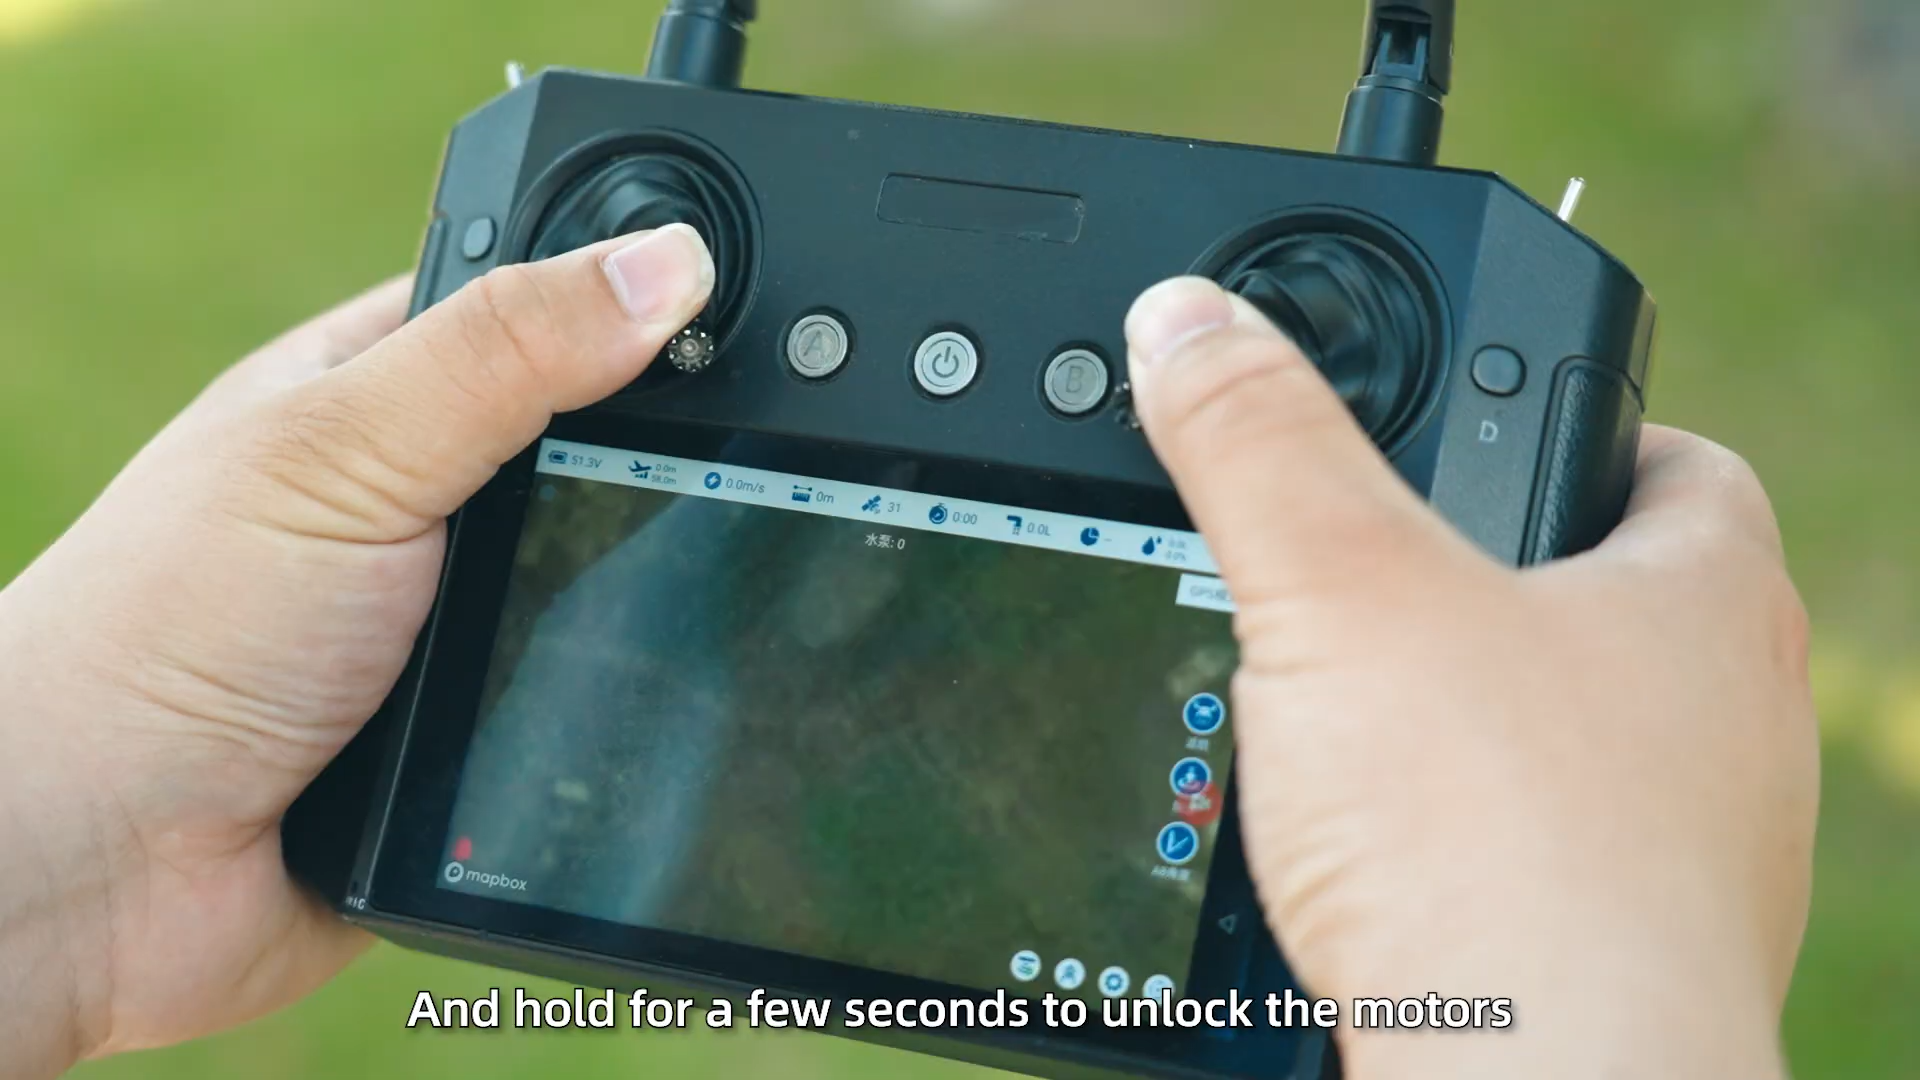 A
B
D
51.3V
0.0m
58.0m
0.0m/s
0m
31
0:00
0.0L
水泵: 0
mapbox
And hold for a few seconds to unlock the motors